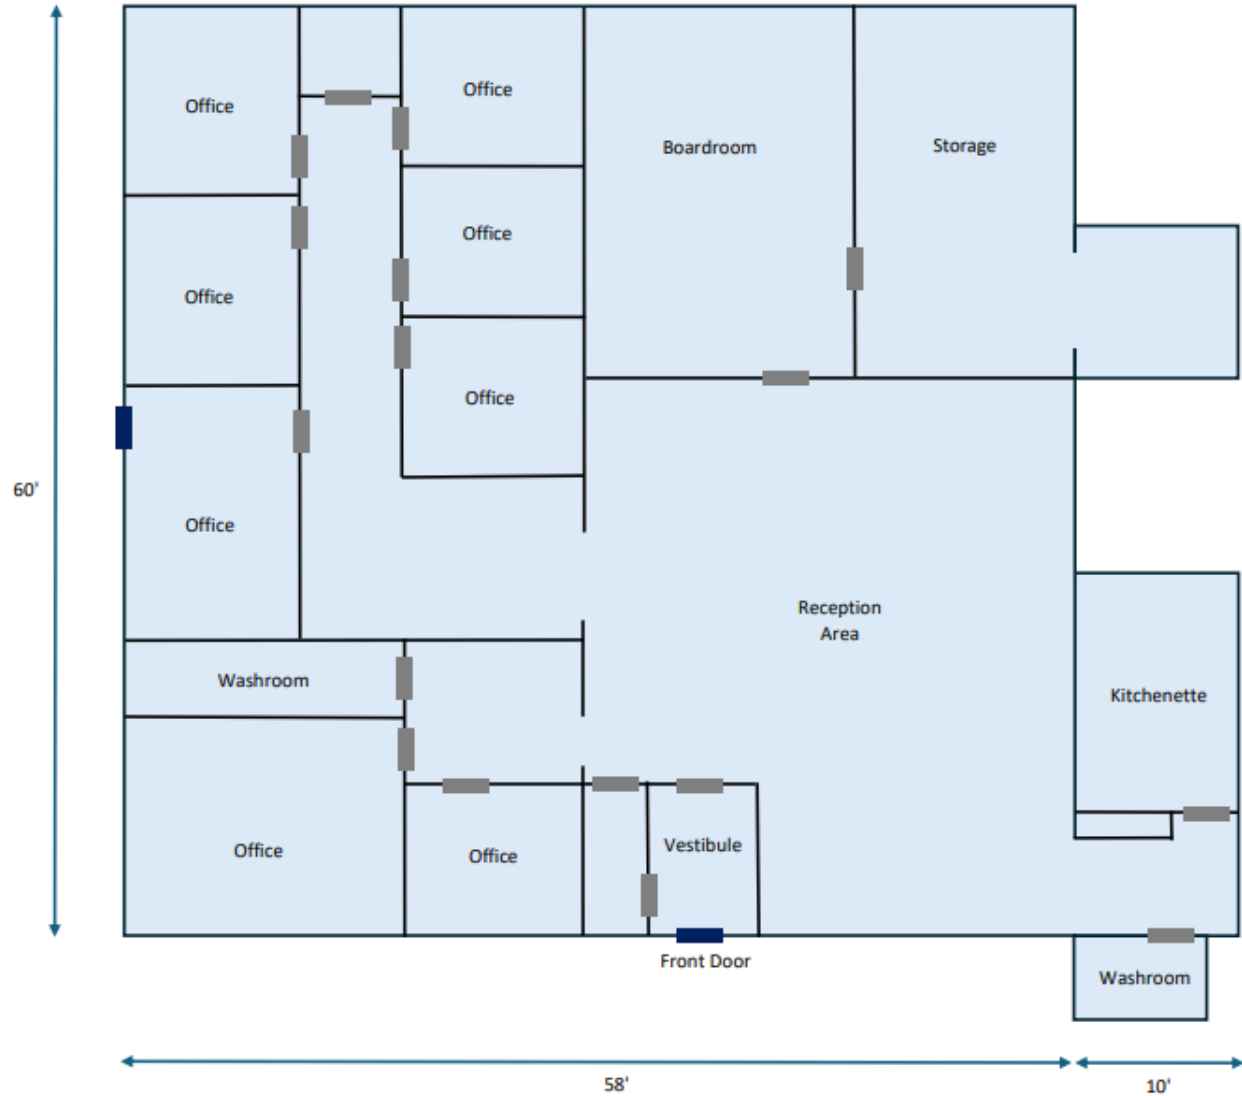 Office
Office
Boardroom
Storage
Office
Office
Office
Office
60'
Office
Reception
Area
Washroom
Kitchenette
Vestibule
Office
Office
Front Door
Washroom
58'
10'